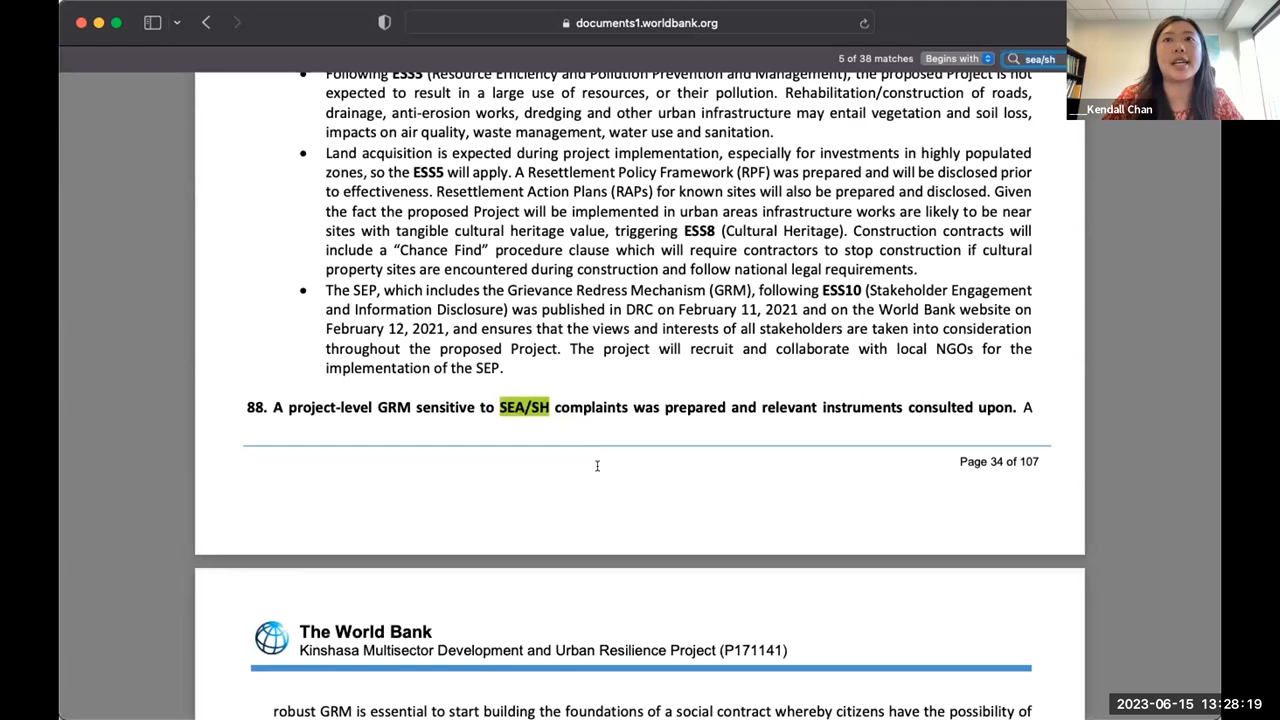 documents1.worldbank.org
5 of 38 matches
Begins with
sea/sh
Kendall Chan
Following ESS3 (Resource Efficiency and Pollution Prevention and Management), the proposed Project is not
expected to result in a large use of resources, or their pollution. Rehabilitation/construction of roads,
drainage, anti-erosion works, dredging and other urban infrastructure may entail vegetation and soil loss,
impacts on air quality, waste management, water use and sanitation.
• Land acquisition is expected during project implementation, especially for investments in highly populated
zones, so the ESS5 will apply. A Resettlement Policy Framework (RPF) was prepared and will be disclosed prior
to effectiveness. Resettlement Action Plans (RAPs) for known sites will also be prepared and disclosed. Given
the fact the proposed Project will be implemented in urban areas infrastructure works are likely to be near
sites with tangible cultural heritage value, triggering ESS8 (Cultural Heritage). Construction contracts will
include a “Chance Find” procedure clause which will require contractors to stop construction if cultural
property sites are encountered during construction and follow national legal requirements.
• The SEP, which includes the Grievance Redress Mechanism (GRM), following ESS10 (Stakeholder Engagement
and Information Disclosure) was published in DRC on February 11, 2021 and on the World Bank website on
February 12, 2021, and ensures that the views and interests of all stakeholders are taken into consideration
throughout the proposed Project. The project will recruit and collaborate with local NGOs for the
implementation of the SEP.
88. A project-level GRM sensitive to SEA/SH complaints was prepared and relevant instruments consulted upon. A
Page 34 of 107
The World Bank
Kinshasa Multisector Development and Urban Resilience Project (P171141)
robust GRM is essential to start building the foundations of a social contract whereby citizens have the possibility of
2023-06-15 13:28:19